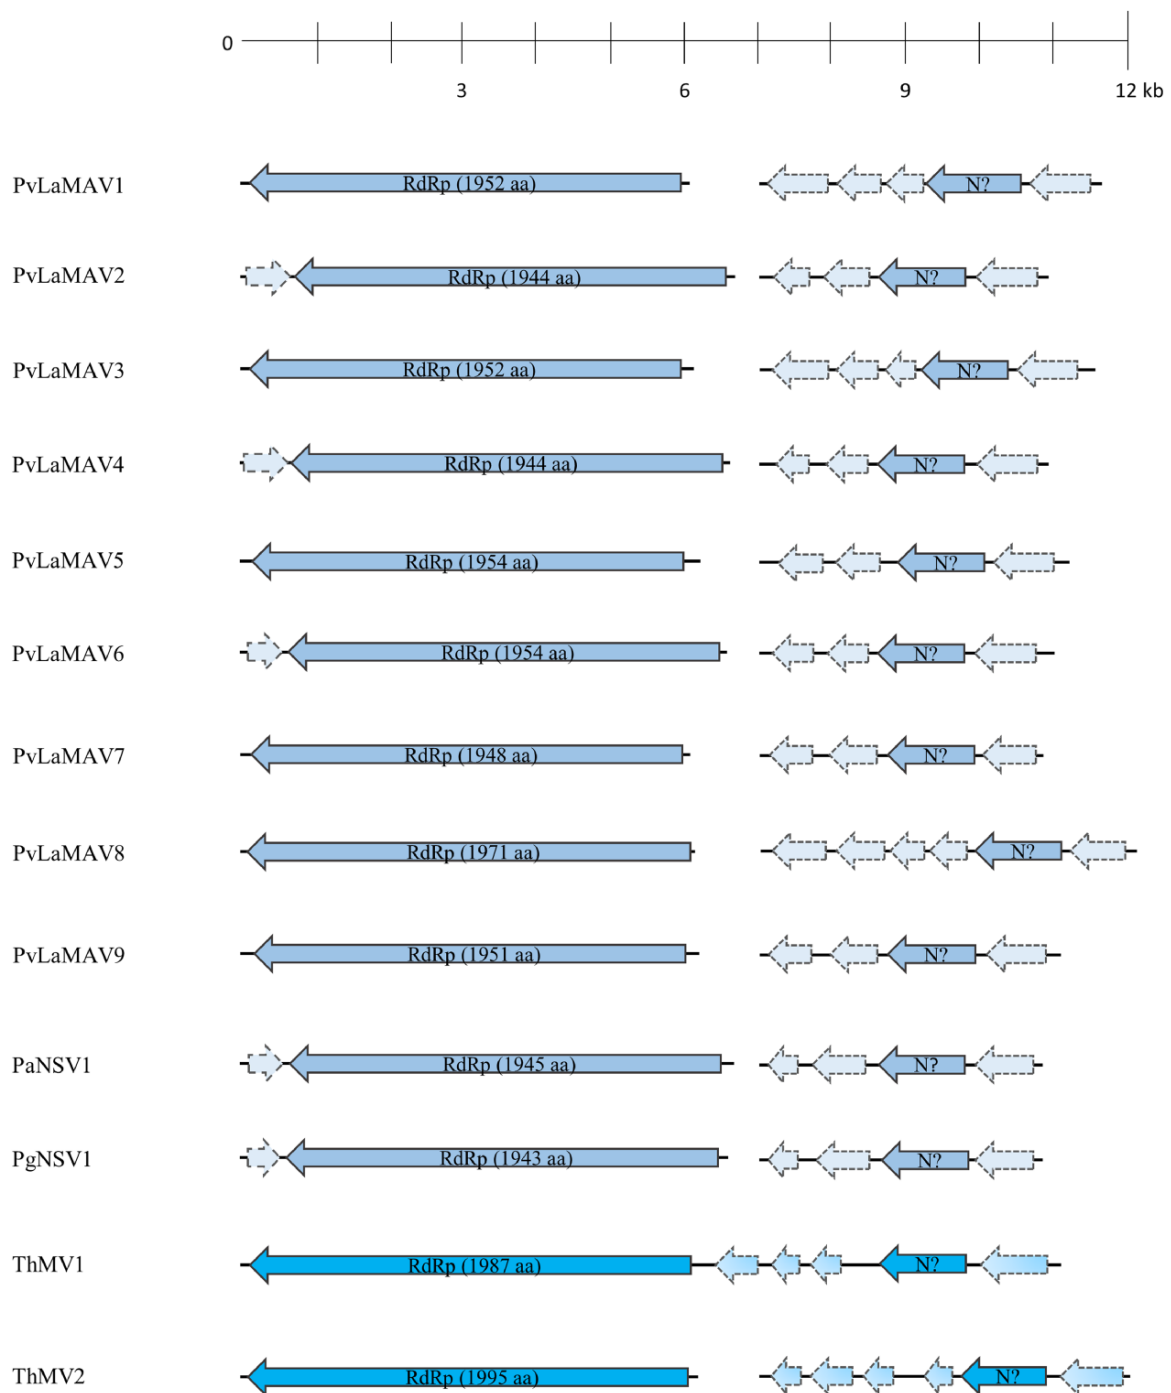 0
3 6 9 12 kb
PvLaMAV1 RdRp (1952 aa) N?
PvLaMAV2 RdRp (1944 aa) N?
PvLaMAV3 RdRp (1952 aa) N?
PvLaMAV4 RdRp (1944 aa) N?
PvLaMAV5 RdRp (1954 aa) N?
PvLaMAV6 RdRp (1954 aa) N?
PvLaMAV7 RdRp (1948 aa) N?
PvLaMAV8 RdRp (1971 aa) N?
PvLaMAV9 RdRp (1951 aa) N?
PaNSV1 RdRp (1945 aa) N?
PgNSV1 RdRp (1943 aa) N?
ThMV1 RdRp (1987 aa) N?
ThMV2 RdRp (1995 aa) N?